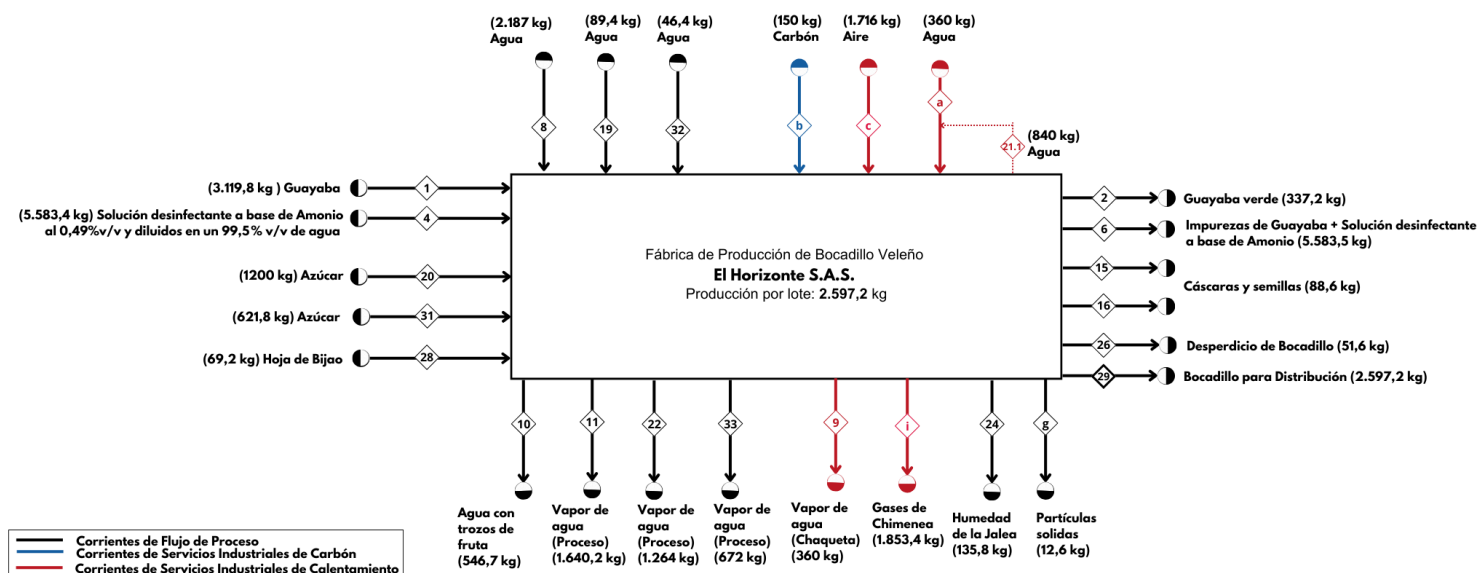 (2.187 kg)
Agua
(89,4 kg)
Agua
(46,4 kg)
Agua
(150 kg)
Carbón
(1.716 kg)
Aire
(360 kg)
Agua
8
19
32
b
c
a
21.1
(840 kg)
Agua
(3.119,8 kg ) Guayaba
1
(5.583,4 kg) Solución desinfectante a base de Amonio
al 0,49%v/v y diluidos en un 99,5% v/v de agua
4
(1200 kg) Azúcar
20
(621,8 kg) Azúcar
31
(69,2 kg) Hoja de Bijao
28
Fábrica de Producción de Bocadillo Veleño
El Horizonte S.A.S.
Producción por lote: 2.597,2 kg
2
Guayaba verde (337,2 kg)
6
Impurezas de Guayaba + Solución desinfectante
a base de Amonio (5.583,5 kg)
15
Cáscaras y semillas (88,6 kg)
16
26
Desperdicio de Bocadillo (51,6 kg)
29
Bocadillo para Distribución (2.597,2 kg)
10
11
22
33
9
i
24
g
Agua con
trozos de
fruta
(546,7 kg)
Vapor de
agua
(Proceso)
(1.640,2 kg)
Vapor de
agua
(Proceso)
(1.264 kg)
Vapor de
agua
(Proceso)
(672 kg)
Vapor de
agua
(Chaqueta)
(360 kg)
Gases de
Chimenea
(1.853,4 kg)
Humedad
de la Jalea
(135,8 kg)
Partículas
solidas
(12,6 kg)
Corrientes de Flujo de Proceso
Corrientes de Servicios Industriales de Carbón
Corrientes de Servicios Industriales de Calentamiento